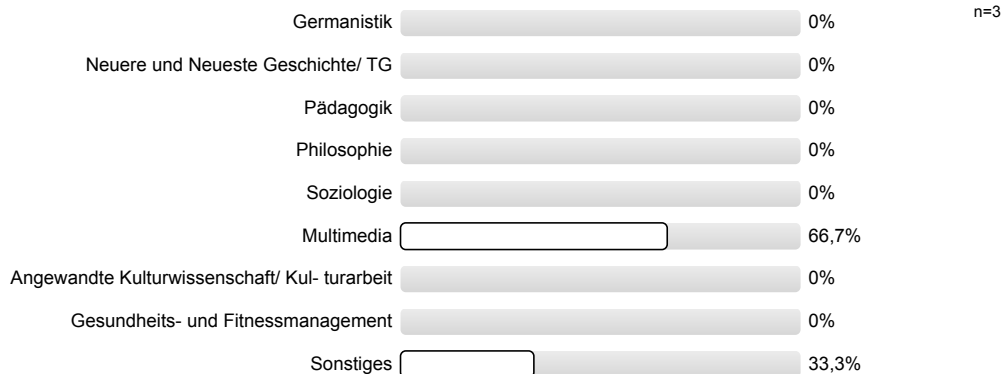 Germanistik 0% n=3
Neuere und Neueste Geschichte/ TG 0%
Pädagogik 0%
Philosophie 0%
Soziologie 0%
Multimedia 66,7%
Angewandte Kulturwissenschaft/ Kul- turarbeit 0%
Gesundheits- und Fitnessmanagement 0%
Sonstiges 33,3%